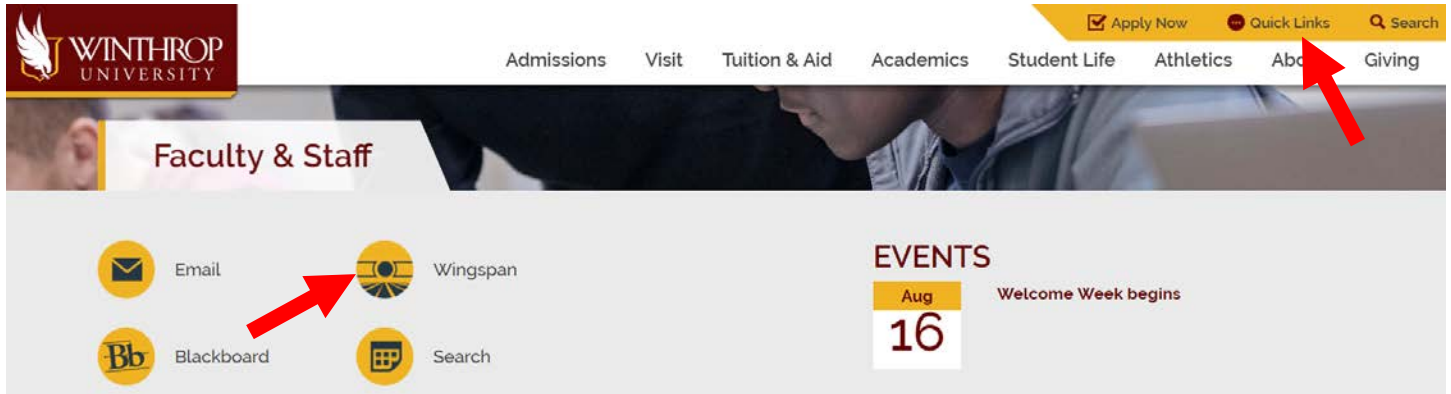 Apply Now Quick Links Search
WINTHROP
UNIVERSITY
Admissions Visit Tuition & Aid Academics Student Life Athletics Giving
Faculty & Staff
Email
Wingspan
Bb
Blackboard
Search
EVENTS
Aug
16
Welcome Week begins